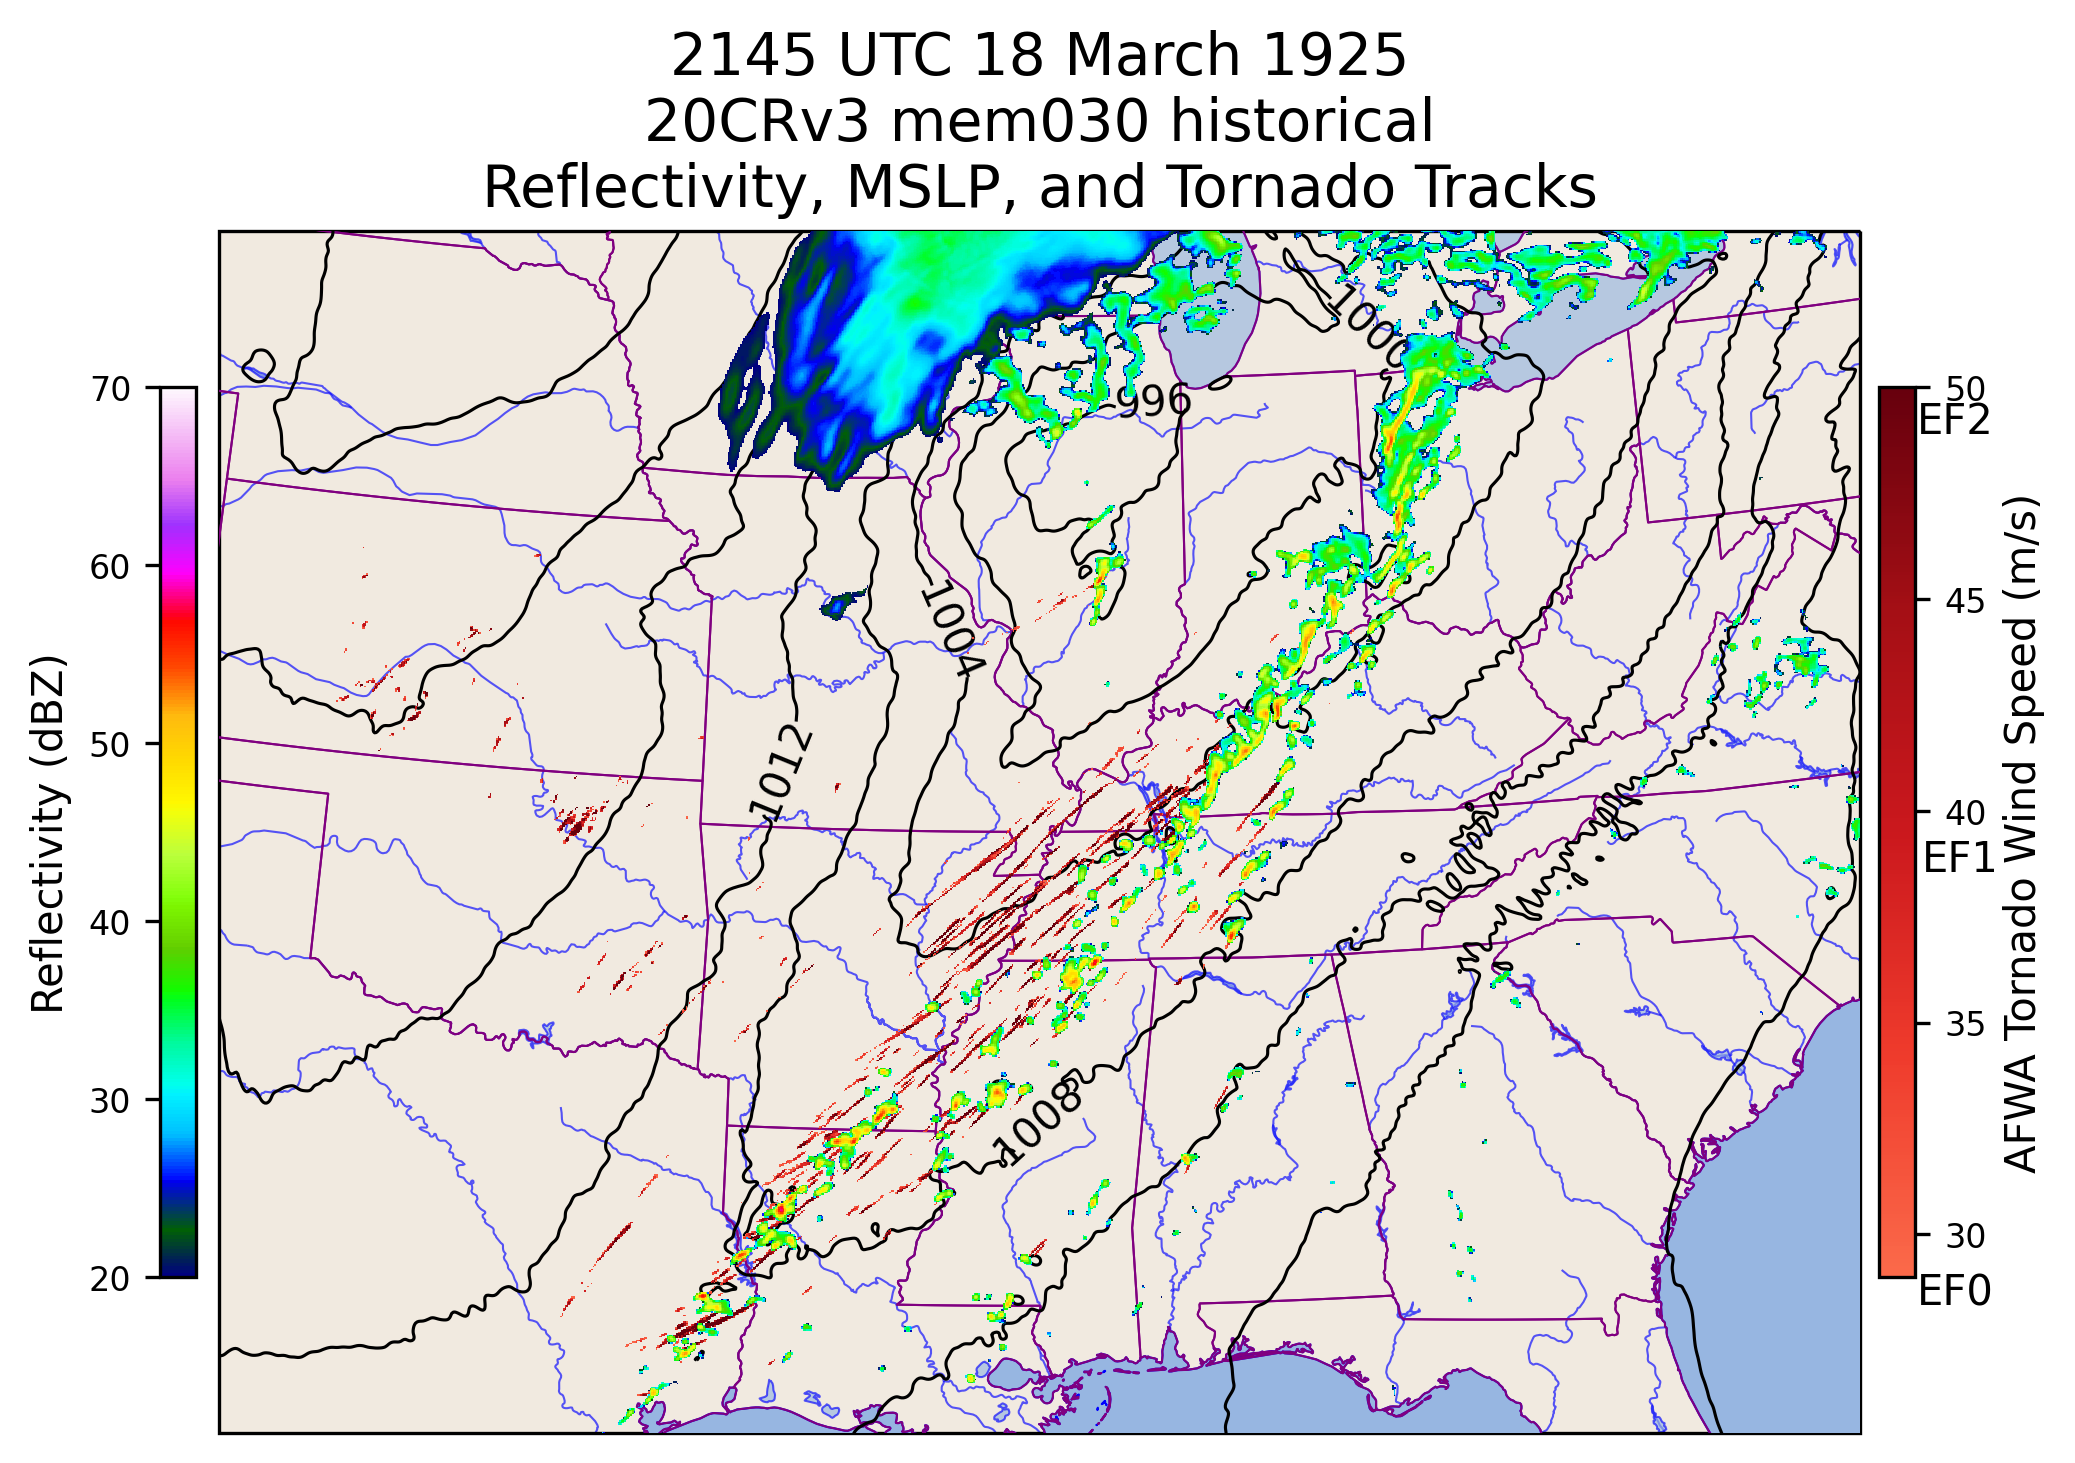 2145 UTC 18 March 1925
20CRv3 mem030 historical
Reflectivity, MSLP, and Tornado Tracks
70
60
50
40
30
20
Reflectivity (dBZ)
1000
996
1004
1012
1008
50
EF2
45
40
EF1
35
30
EF0
AFWA Tornado Wind Speed (m/s)